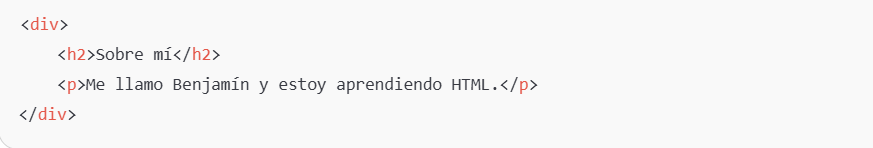 <div>
    <h2>Sobre mí</h2>
    <p>Me llamo Benjamín y estoy aprendiendo HTML.</p>
</div>